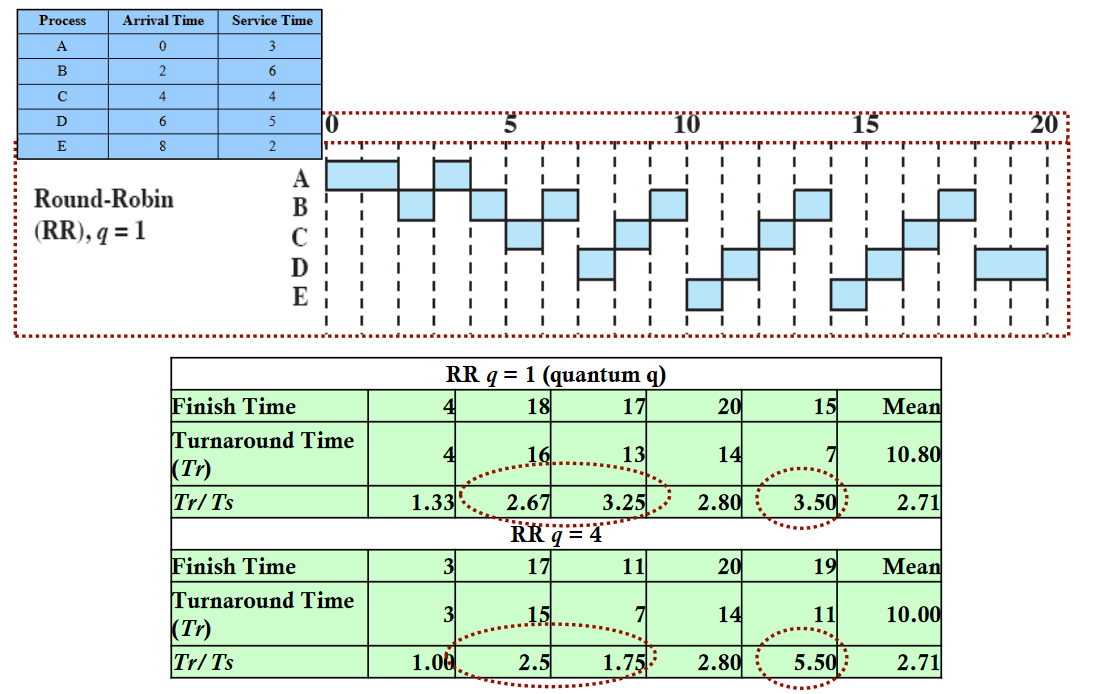 Process Arrival Time Service Time
A 0 3
B 2 6
C 4 4
D 6 5
E 8 2
0 5 10 15 20
Round-Robin
(RR), q = 1
A
B
C
D
E
RR q = 1 (quantum q)
Finish Time 4 18 17 20 15 Mean
Turnaround Time
(Tr) 4 16 13 14 7 10.80
Tr/ Ts 1.33 2.67 3.25 2.80 3.50 2.71
RR q = 4
Finish Time 3 17 11 20 19 Mean
Turnaround Time
(Tr) 3 15 7 14 11 10.00
Tr/ Ts 1.00 2.5 1.75 2.80 5.50 2.71